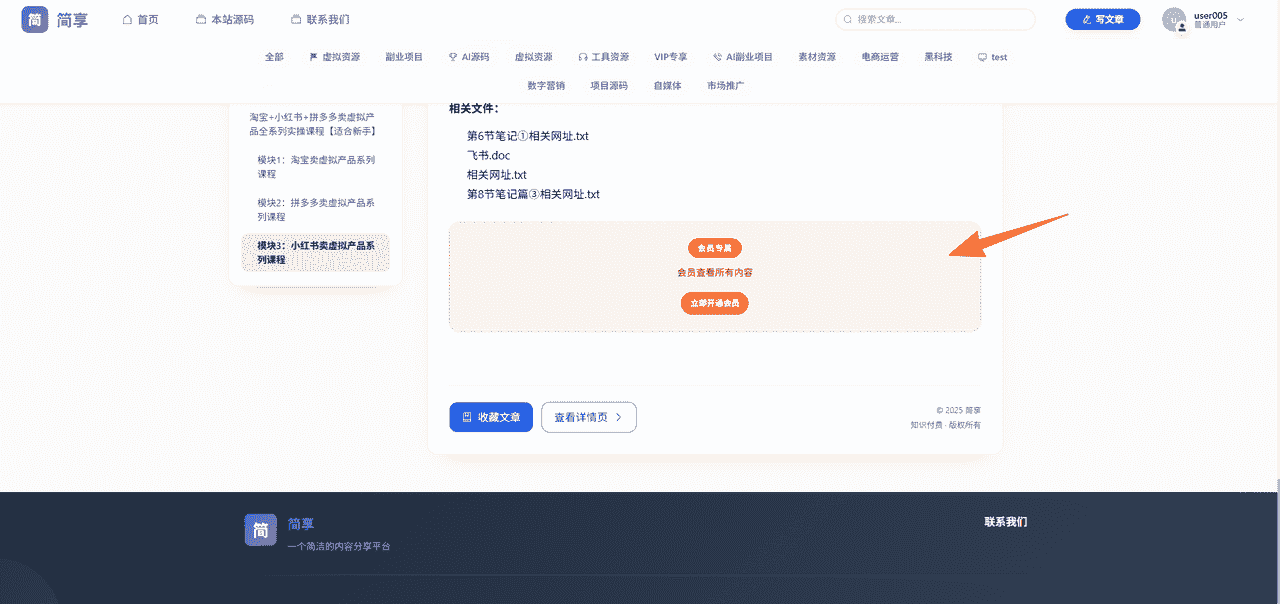 简 简享
首页
本站源码
联系我们
搜索文章...
写文章
U
user005
普通用户
全部
虚拟资源
副业项目
AI源码
虚拟资源
工具资源
VIP专享
AI副业项目
素材资源
电商运营
黑科技
test
数字营销
项目源码
自媒体
市场推广
淘宝+小红书+拼多多卖虚拟产
品全系列实操课程【适合新手】
模块1：淘宝卖虚拟产品系列
课程
模块2：拼多多卖虚拟产品系
列课程
模块3：小红书卖虚拟产品系
列课程
相关文件：
第6节笔记①相关网址.txt
飞书.doc
相关网址.txt
第8节笔记篇③相关网址.txt
会员专属
会员查看所有内容
立即开通会员
收藏文章
查看详情页
© 2025 简享
知识付费 · 版权所有
简 简享
一个简洁的内容分享平台
联系我们